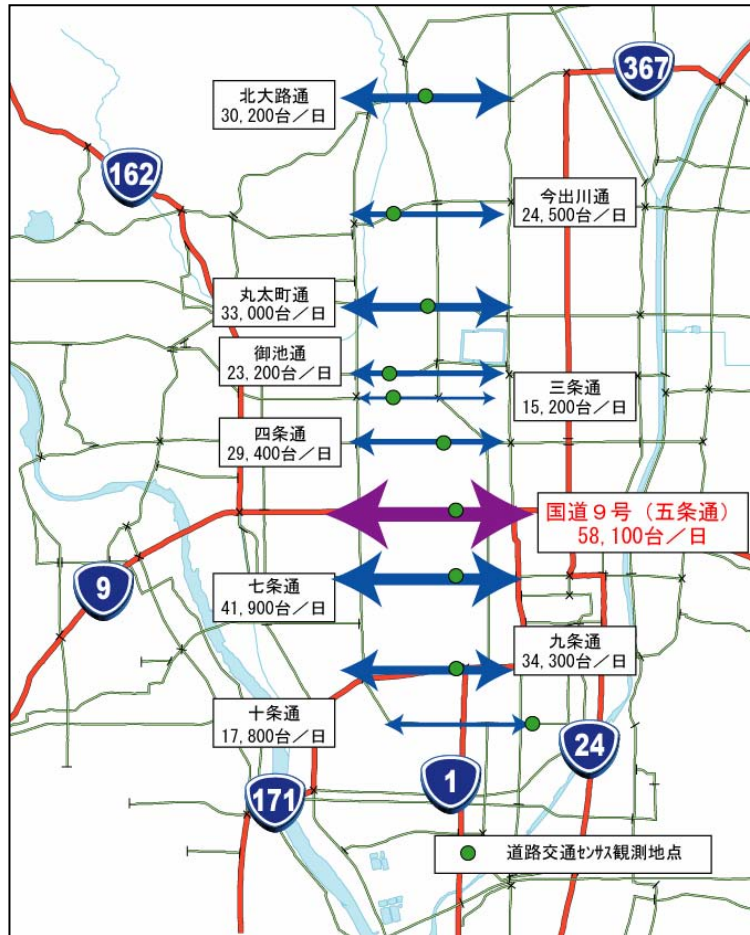 367
北大路通
30,200台／日
162
今出川通
24,500台／日
丸太町通
33,000台／日
御池通
23,200台／日
三条通
15,200台／日
四条通
29,400台／日
国道９号（五条通）
58,100台／日
9
七条通
41,900台／日
九条通
34,300台／日
十条通
17,800台／日
24
1
171
道路交通ｾﾝｻｽ観測地点